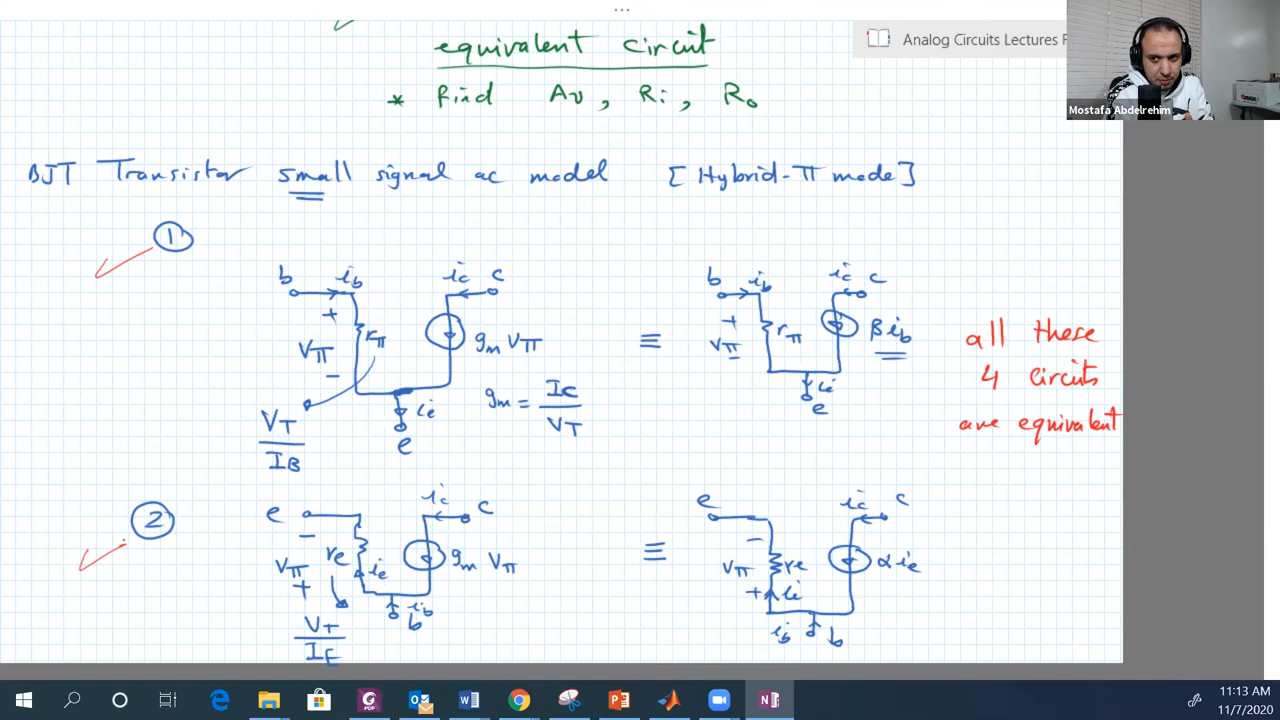 equivalent circuit
Analog Circuits Lectures F
* Find Av, Ri, Ro
Mostafa Abdelrehim
BJT Transistor small signal ac model [Hybrid-π mode]
1
b ib ic c
+
Vπ
-
rπ
gm Vπ
ie
e
VT
IB
gm = IC
VT
≡
b ib ic c
+
Vπ
-
rπ
β ib
ie
e
all these
4 circuits
are equivalent
2
e ic c
-
Vπ
+
re
ie
gm Vπ
ib
b
VT
IE
≡
e ic c
-
Vπ
+
re
ie
α ie
ib b
11:13 AM
11/7/2020